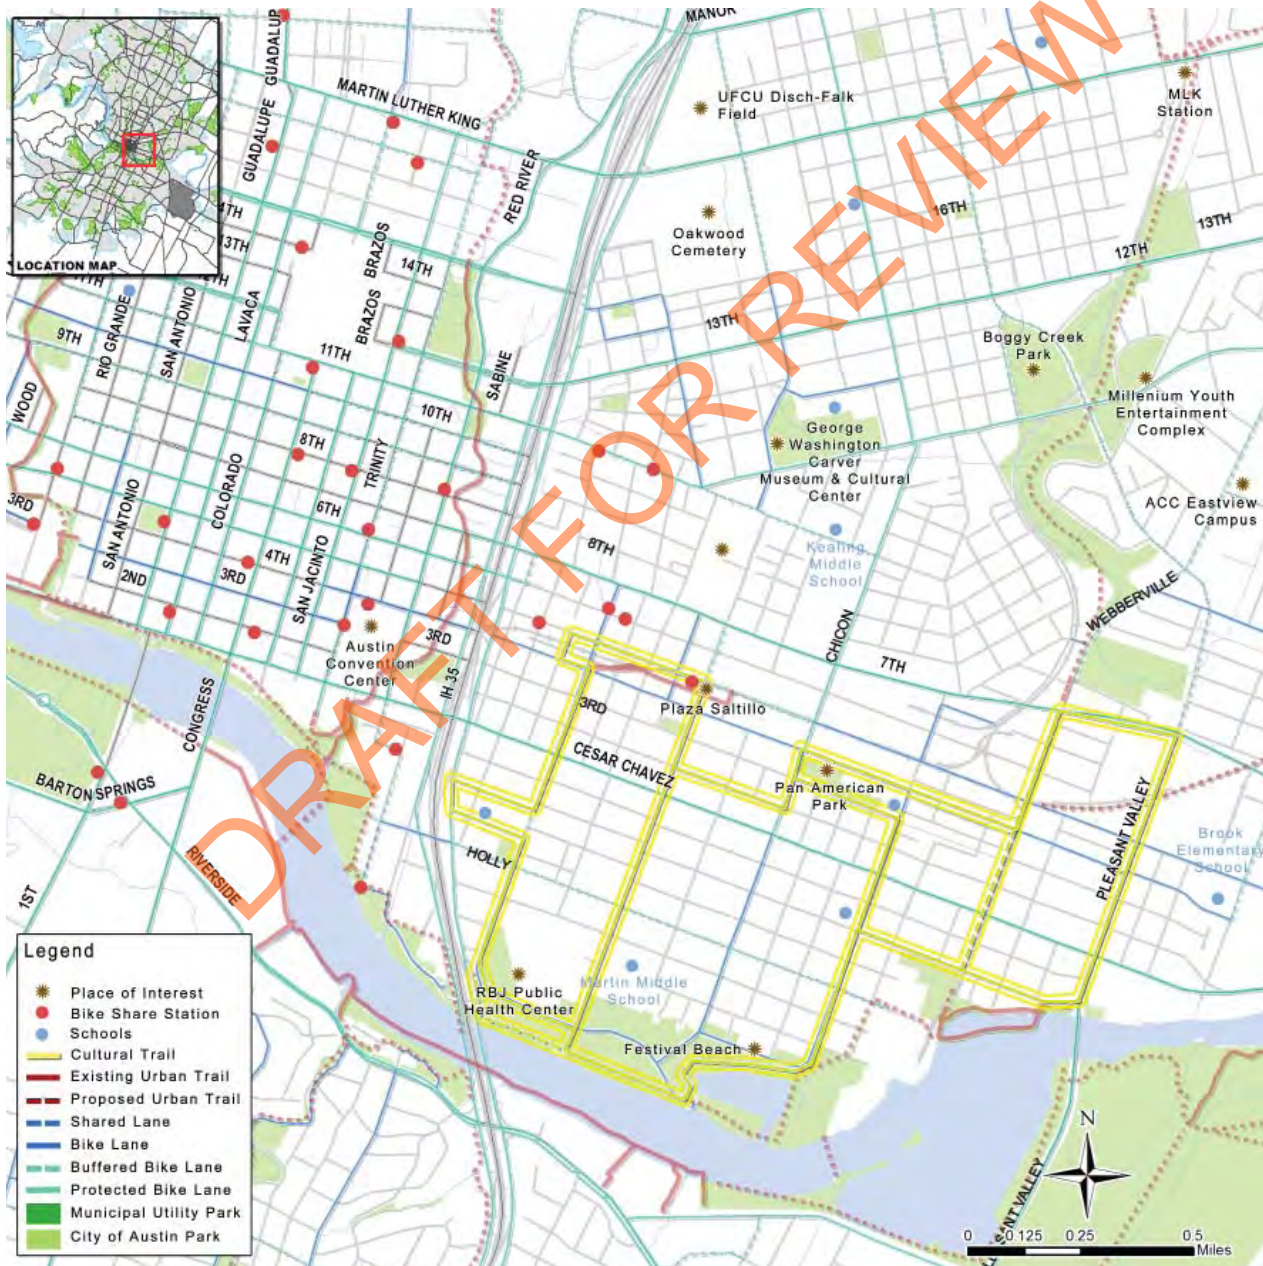 MANOR
GUADALUP
MARTIN LUTHER KING
GUADALUPE
UFCU Disch-Falk
Field
MLK
Station
RED RIVER
4TH
13TH
12TH
LOCATION MAP
BRAZOS
14TH
Oakwood
Cemetery
16TH
13TH
12TH
RIO GRANDE
SAN ANTONIO
LAVACA
BRAZOS
9TH
11TH
13TH
SABINE
Boggy Creek
Park
WOOD
10TH
Millenium Youth
Entertainment
Complex
8TH
TRINITY
George
Washington
Carver
Museum & Cultural
Center
3RD
SAN ANTONIO
COLORADO
6TH
ACC Eastview
Campus
4TH
3RD
2ND
SAN JACINTO
8TH
Kealing
Middle
School
WEBBERVILLE
CHICON
Austin
Convention
Center
3RD
7TH
IH 35
CONGRESS
3RD
Plaza Saltillo
CESAR CHAVEZ
BARTON SPRINGS
Pan American
Park
PLEASANT VALLEY
Brook
Elementary
School
RIVERSIDE
HOLLY
1ST
RBJ Public
Health Center
Martin Middle
School
Festival Beach
PLEASANT VALLEY
Legend
Place of Interest
Bike Share Station
Schools
Cultural Trail
Existing Urban Trail
Proposed Urban Trail
Shared Lane
Bike Lane
Buffered Bike Lane
Protected Bike Lane
Municipal Utility Park
City of Austin Park
N
0 0.125 0.25 0.5
Miles
DRAFT FOR REVIEW